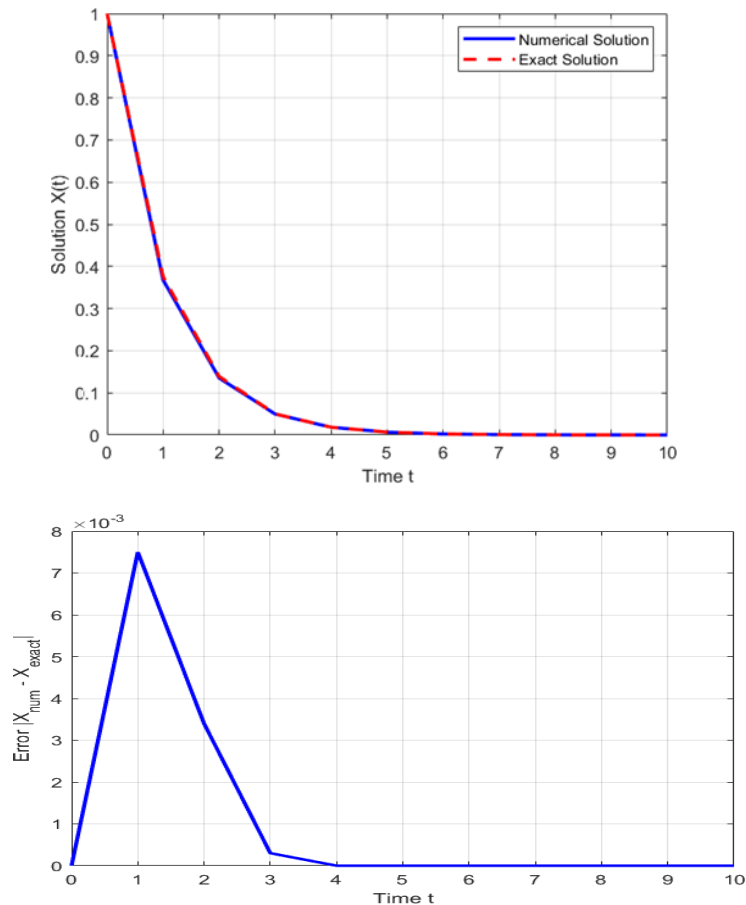 1
0.9
0.8
0.7
0.6
0.5
0.4
0.3
0.2
0.1
0
Solution X(t)
Numerical Solution
Exact Solution
0 1 2 3 4 5 6 7 8 9 10
Time t
×10⁻³
8
7
6
5
4
3
2
1
0
Error |X_num - X_exact|
0 1 2 3 4 5 6 7 8 9 10
Time t